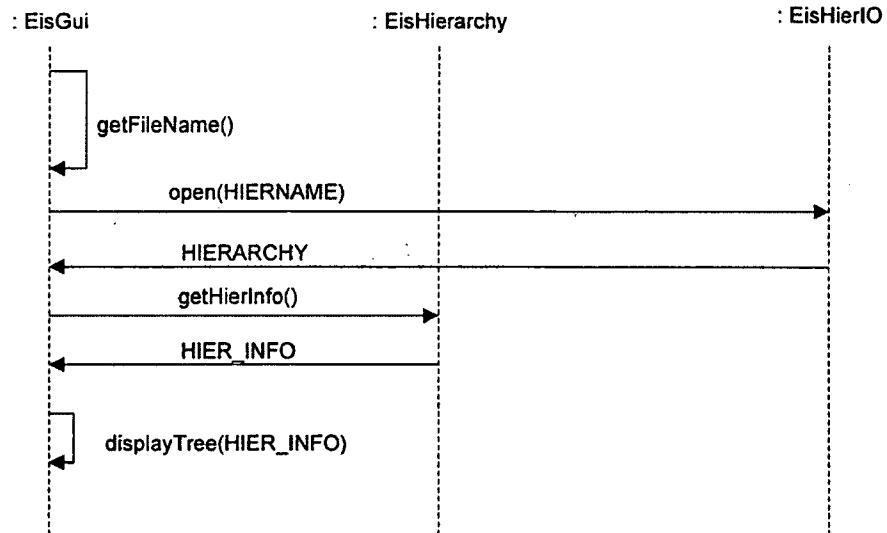 : EisGui
: EisHierarchy
: EisHierIO
getFileName()
open(HIERNAME)
HIERARCHY
getHierInfo()
HIER_INFO
displayTree(HIER_INFO)